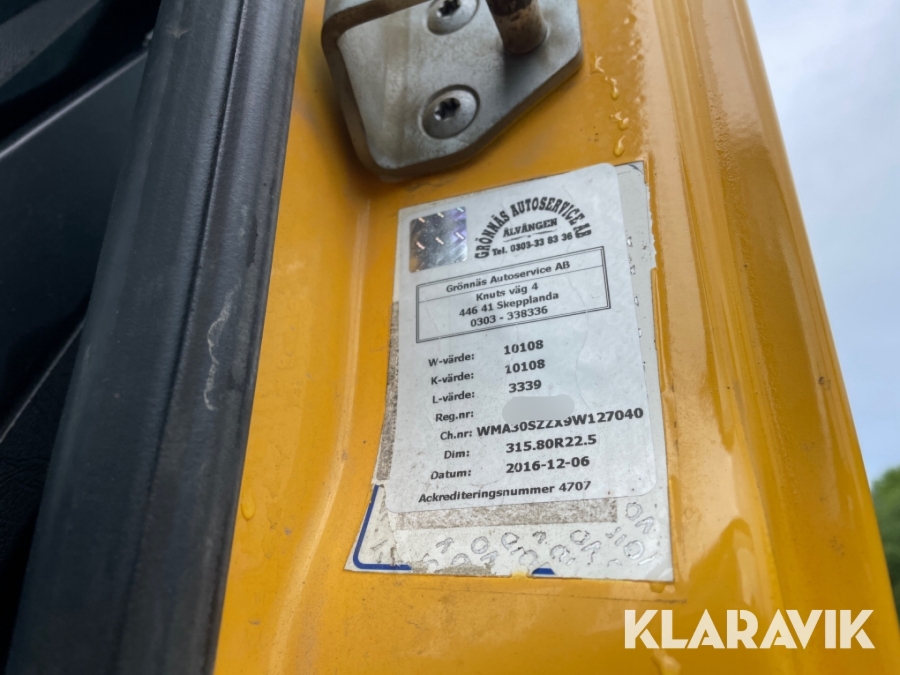 GRÖNNÄS AUTOSERVICE AB
ÄLVÄNGEN
Tel. 0303-33 83 36
Grönnäs Autoservice AB
Knuts väg 4
446 41 Skepplanda
0303 - 338336
W-värde: 10108
K-värde: 10108
L-värde: 3339
Reg.nr:
Ch.nr: WMA30SZZX9W127040
Dim: 315.80R22.5
Datum: 2016-12-06
Ackrediteringsnummer 4707
KLARAVIK